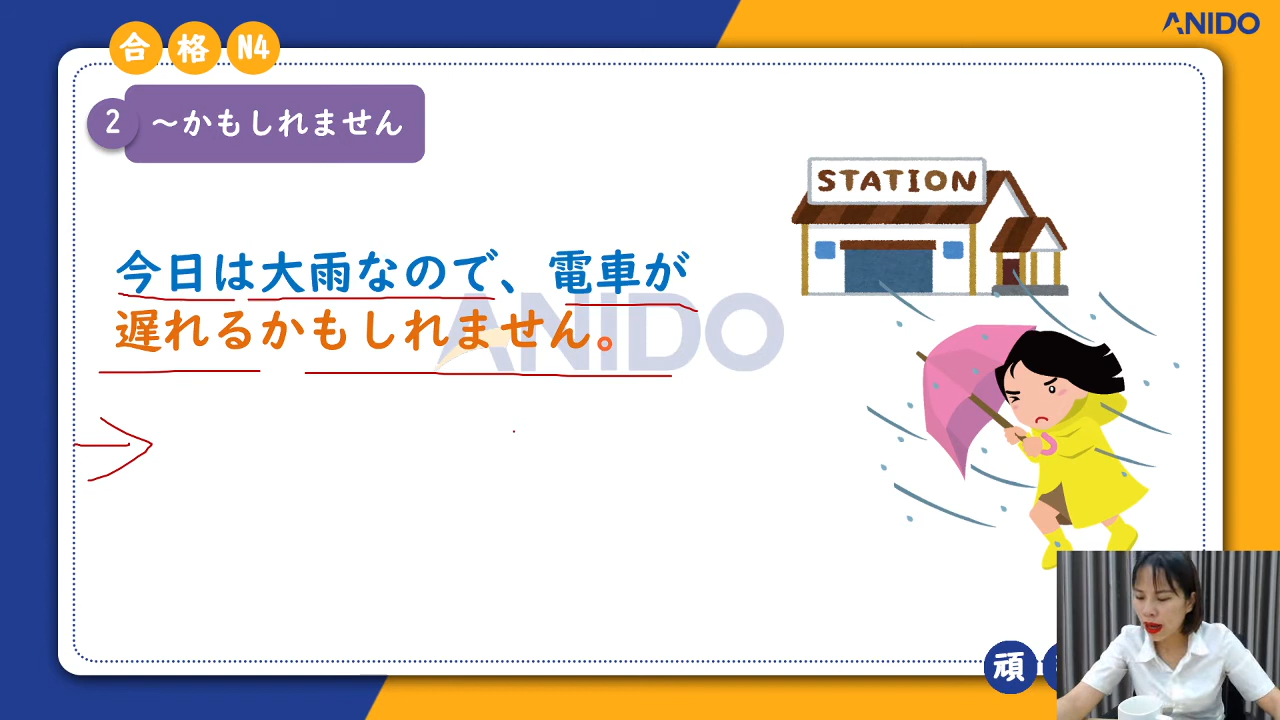 ANIDO
合格N4
2 ～かもしれません
STATION
今日は大雨なので、電車が
遅れるかもしれません。
ANIDO
頑